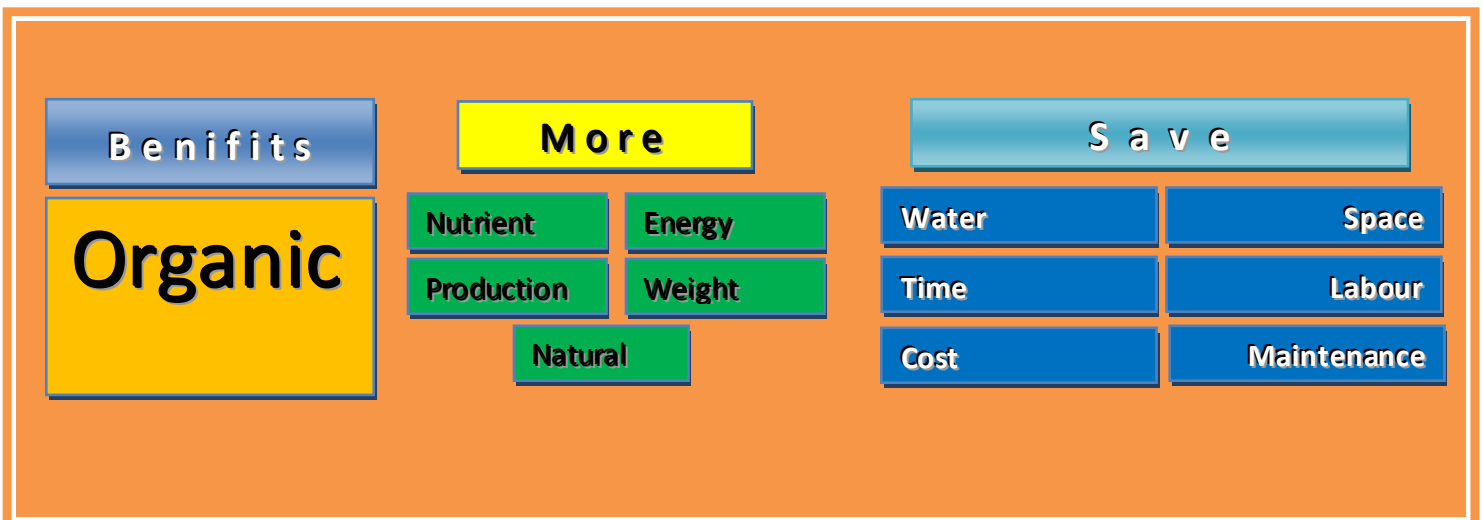 Benifits
Organic
More
Nutrient Energy
Production Weight
Natural
Save
Water Space
Time Labour
Cost Maintenance